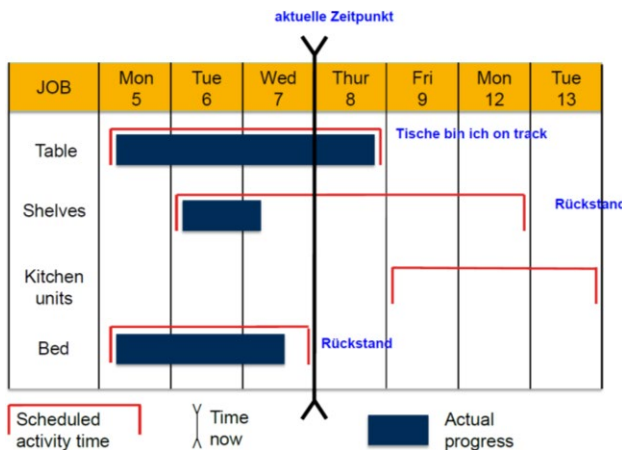 aktuelle Zeitpunkt
JOB
Mon
5
Tue
6
Wed
7
Thur
8
Fri
9
Mon
12
Tue
13
Table
Tische bin ich on track
Shelves
Rückstand
Kitchen
units
Bed
Rückstand
Scheduled
activity time
Time
now
Actual
progress